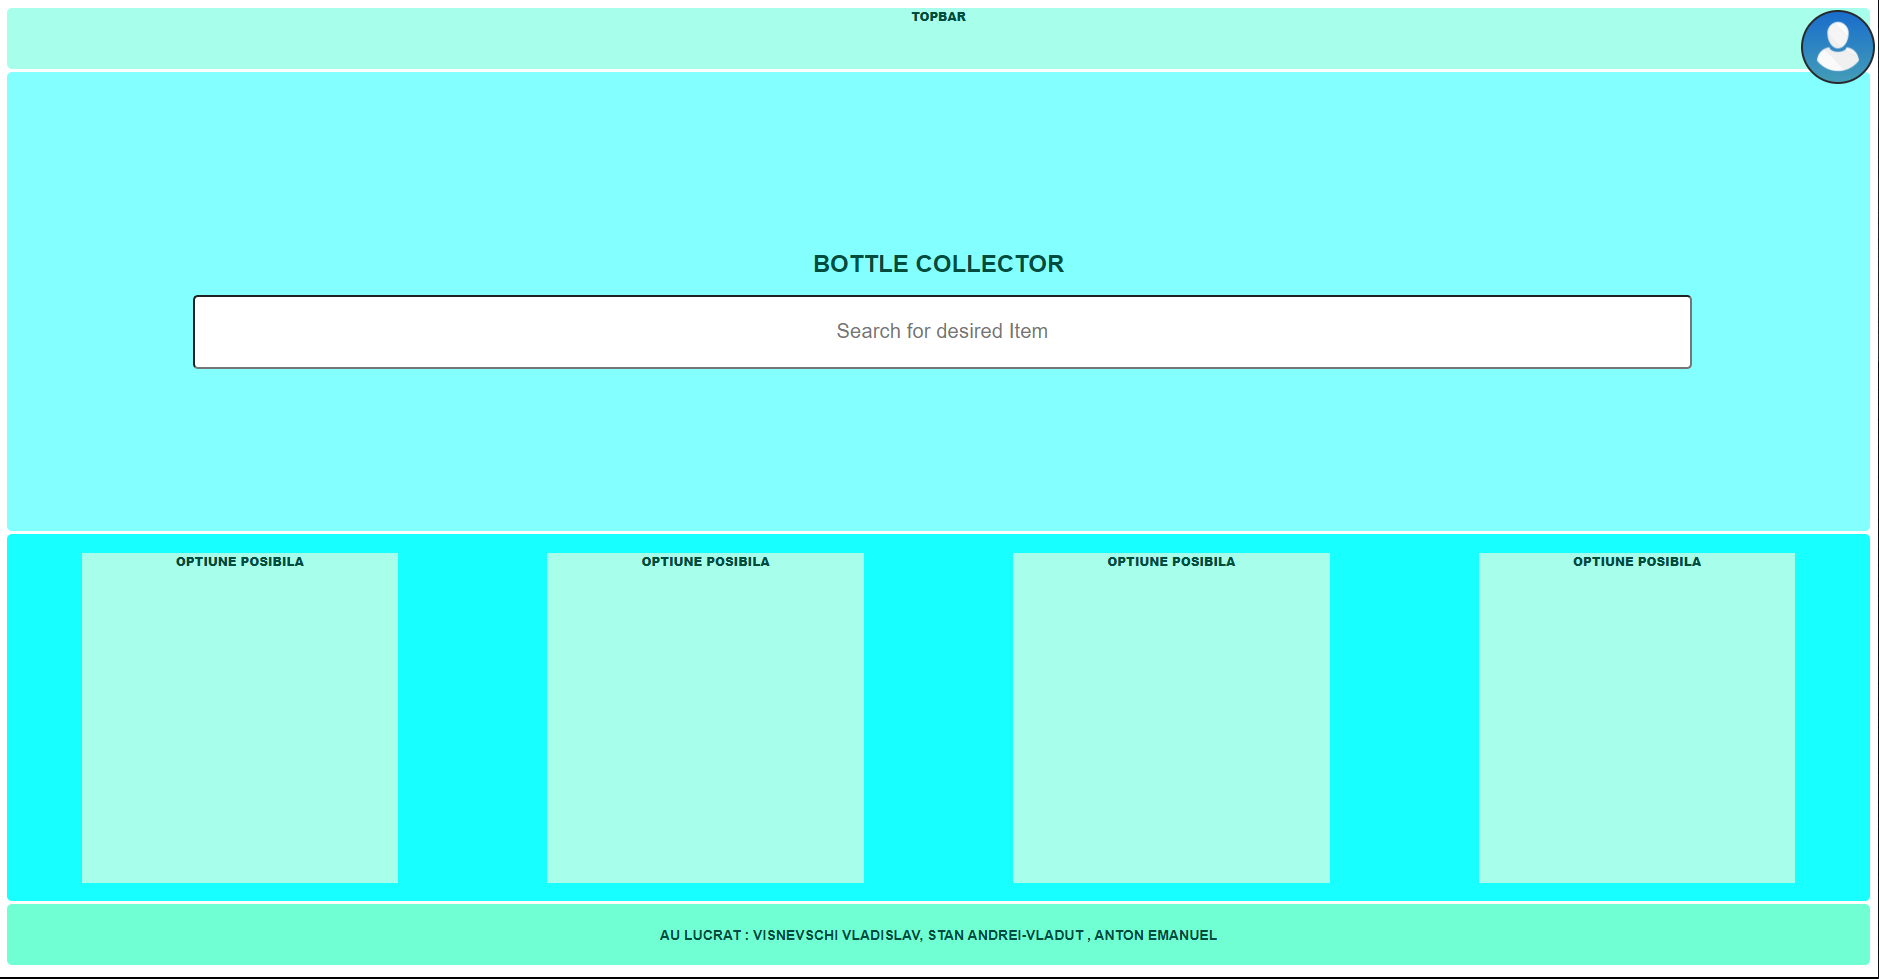 TOPBAR
BOTTLE COLLECTOR
Search for desired Item
OPTIUNE POSIBILA
OPTIUNE POSIBILA
OPTIUNE POSIBILA
OPTIUNE POSIBILA
AU LUCRAT : VISNEVSCHI VLADISLAV, STAN ANDREI-VLADUT , ANTON EMANUEL